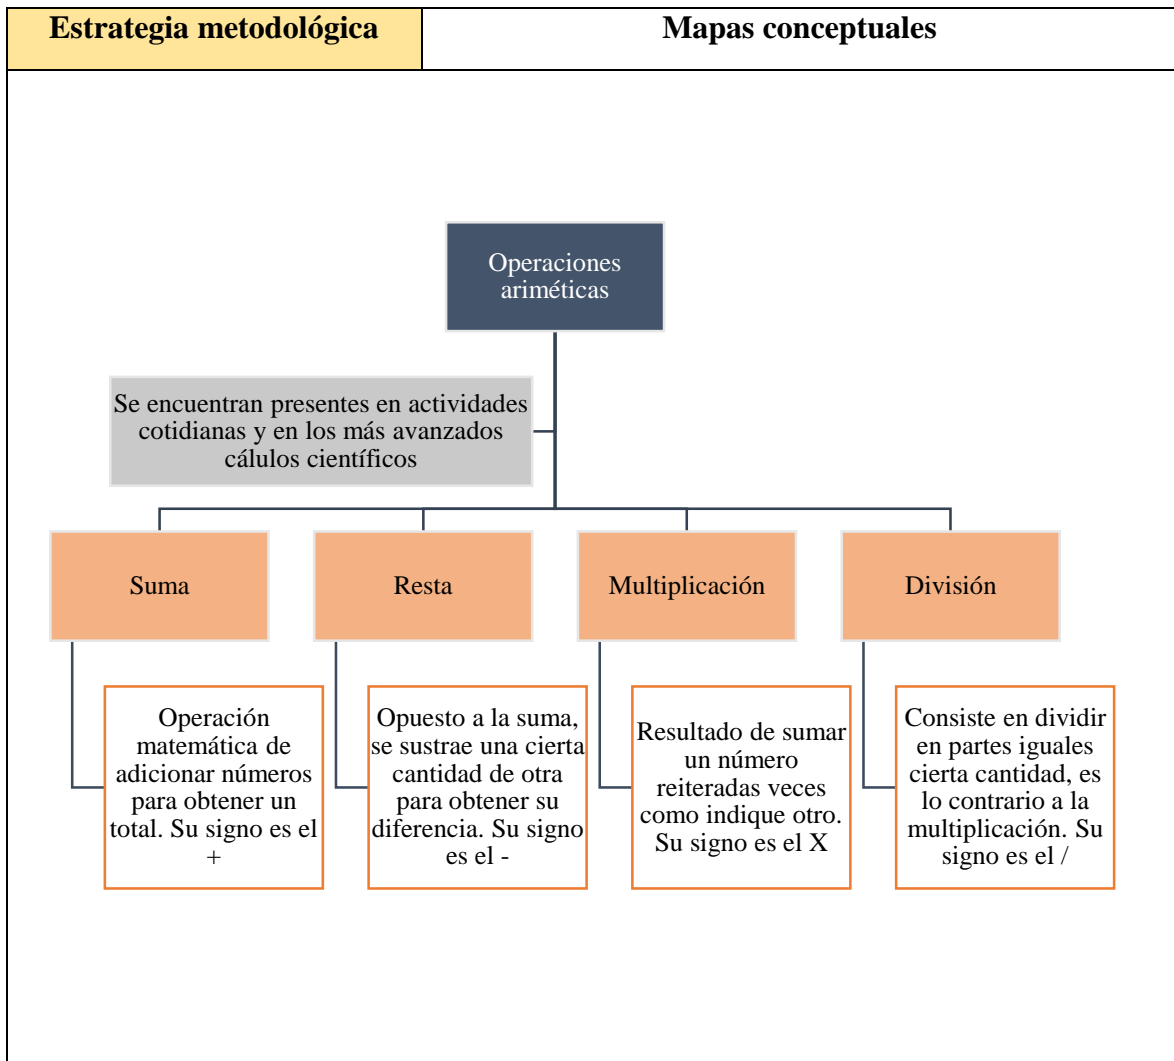 Estrategia metodológica
Mapas conceptuales
Operaciones
ariméticas
Se encuentran presentes en actividades
cotidianas y en los más avanzados
cálulos científicos
Suma
Resta
Multiplicación
División
Operación
matemática de
adicionar números
para obtener un
total. Su signo es el
+
Opuesto a la suma,
se sustrae una cierta
cantidad de otra
para obtener su
diferencia. Su signo
es el -
Resultado de sumar
un número
reiteradas veces
como indique otro.
Su signo es el X
Consiste en dividir
en partes iguales
cierta cantidad, es
lo contrario a la
multiplicación. Su
signo es el /